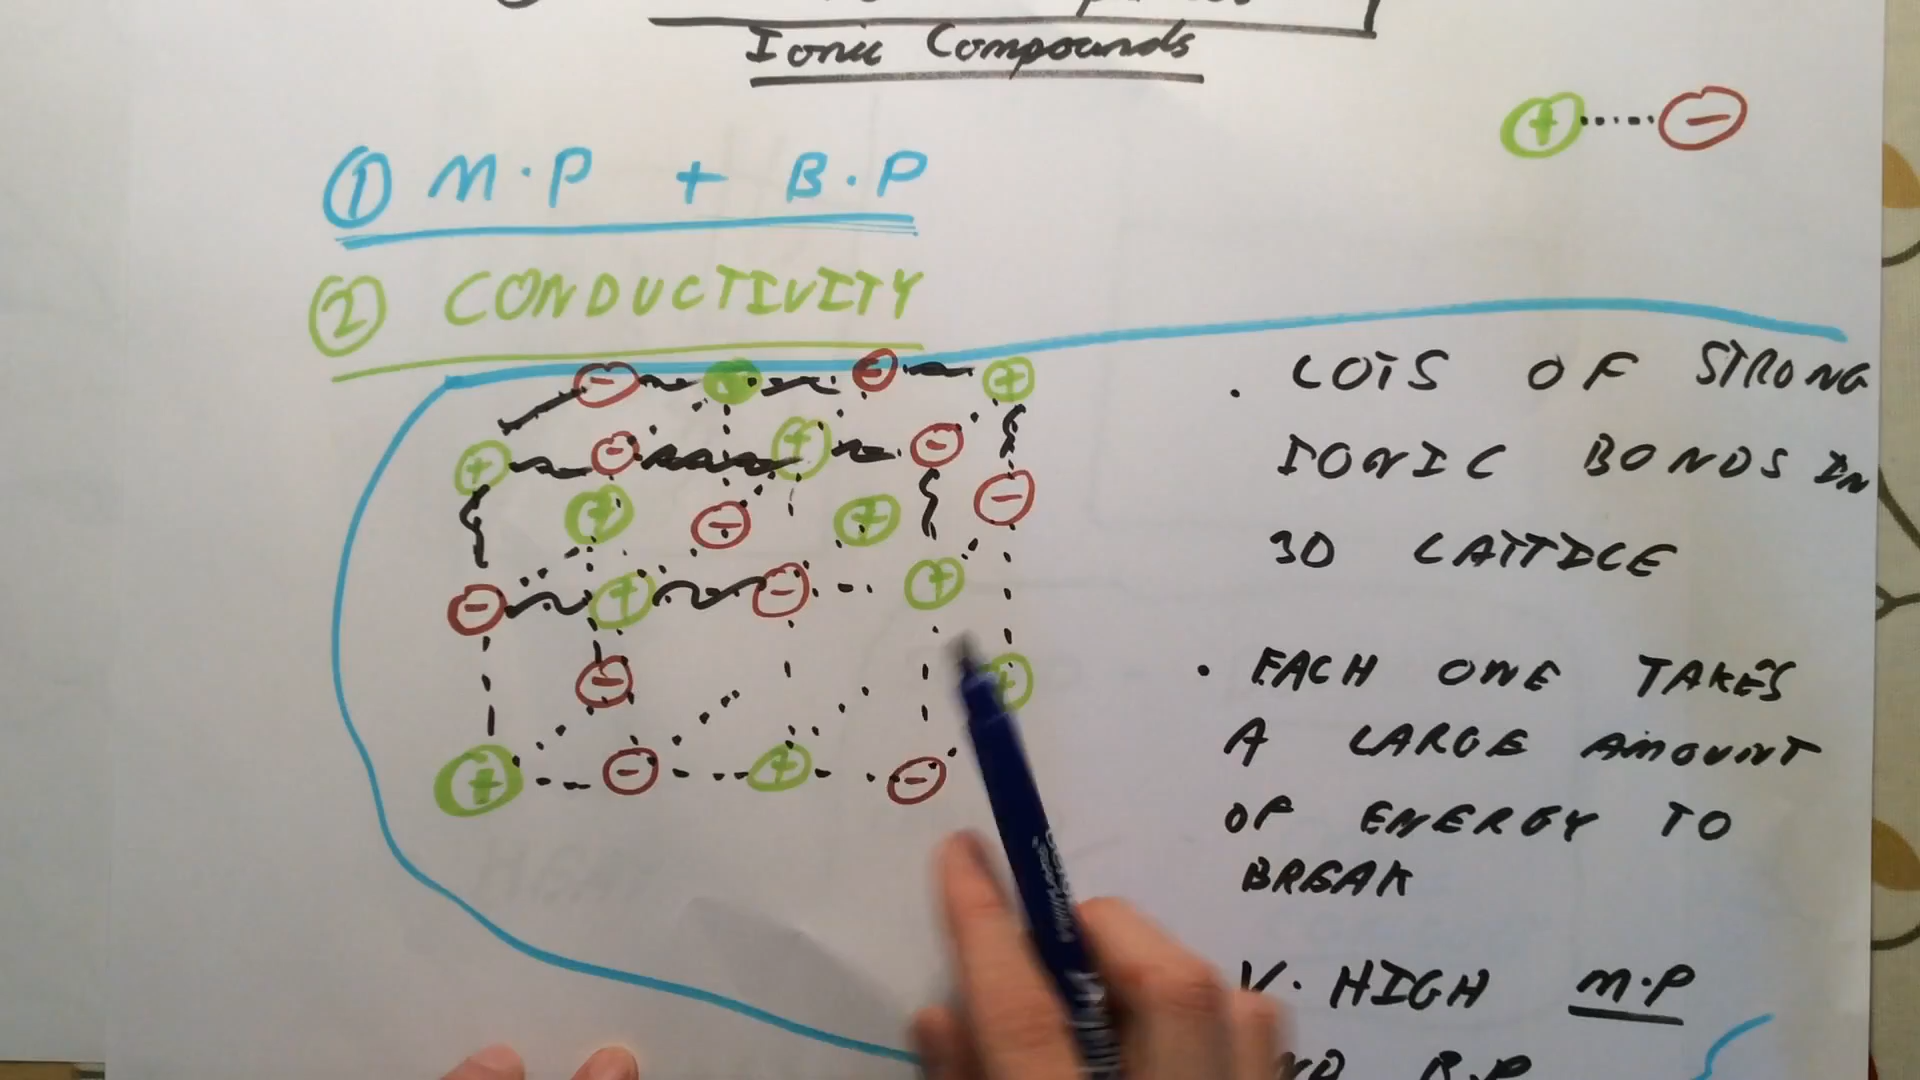 Ionic Compounds
+ -
① M.P + B.P
② CONDUCTIVITY
. LOTS OF STRONG
IONIC BONDS IN
3D LATTICE
. EACH ONE TAKES
A LARGE AMOUNT
OF ENERGY TO
BREAK
V. HIGH M.P
B.P